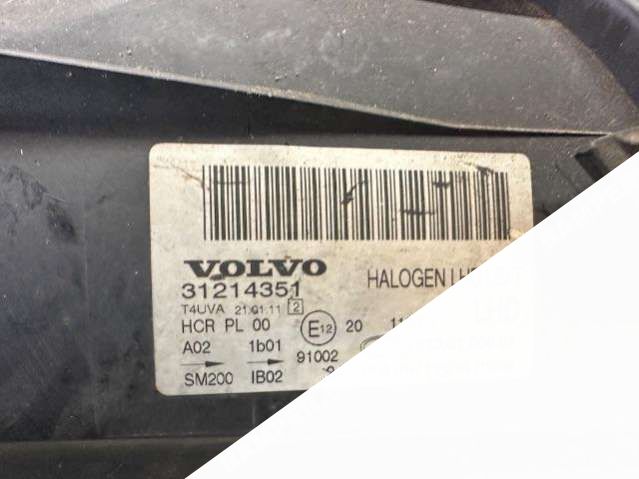 VOLVO
31214351
HALOGEN
T4UVA 21.01.11 2
HCR PL 00 E12 20
A02 1b01 91002
SM200 IB02